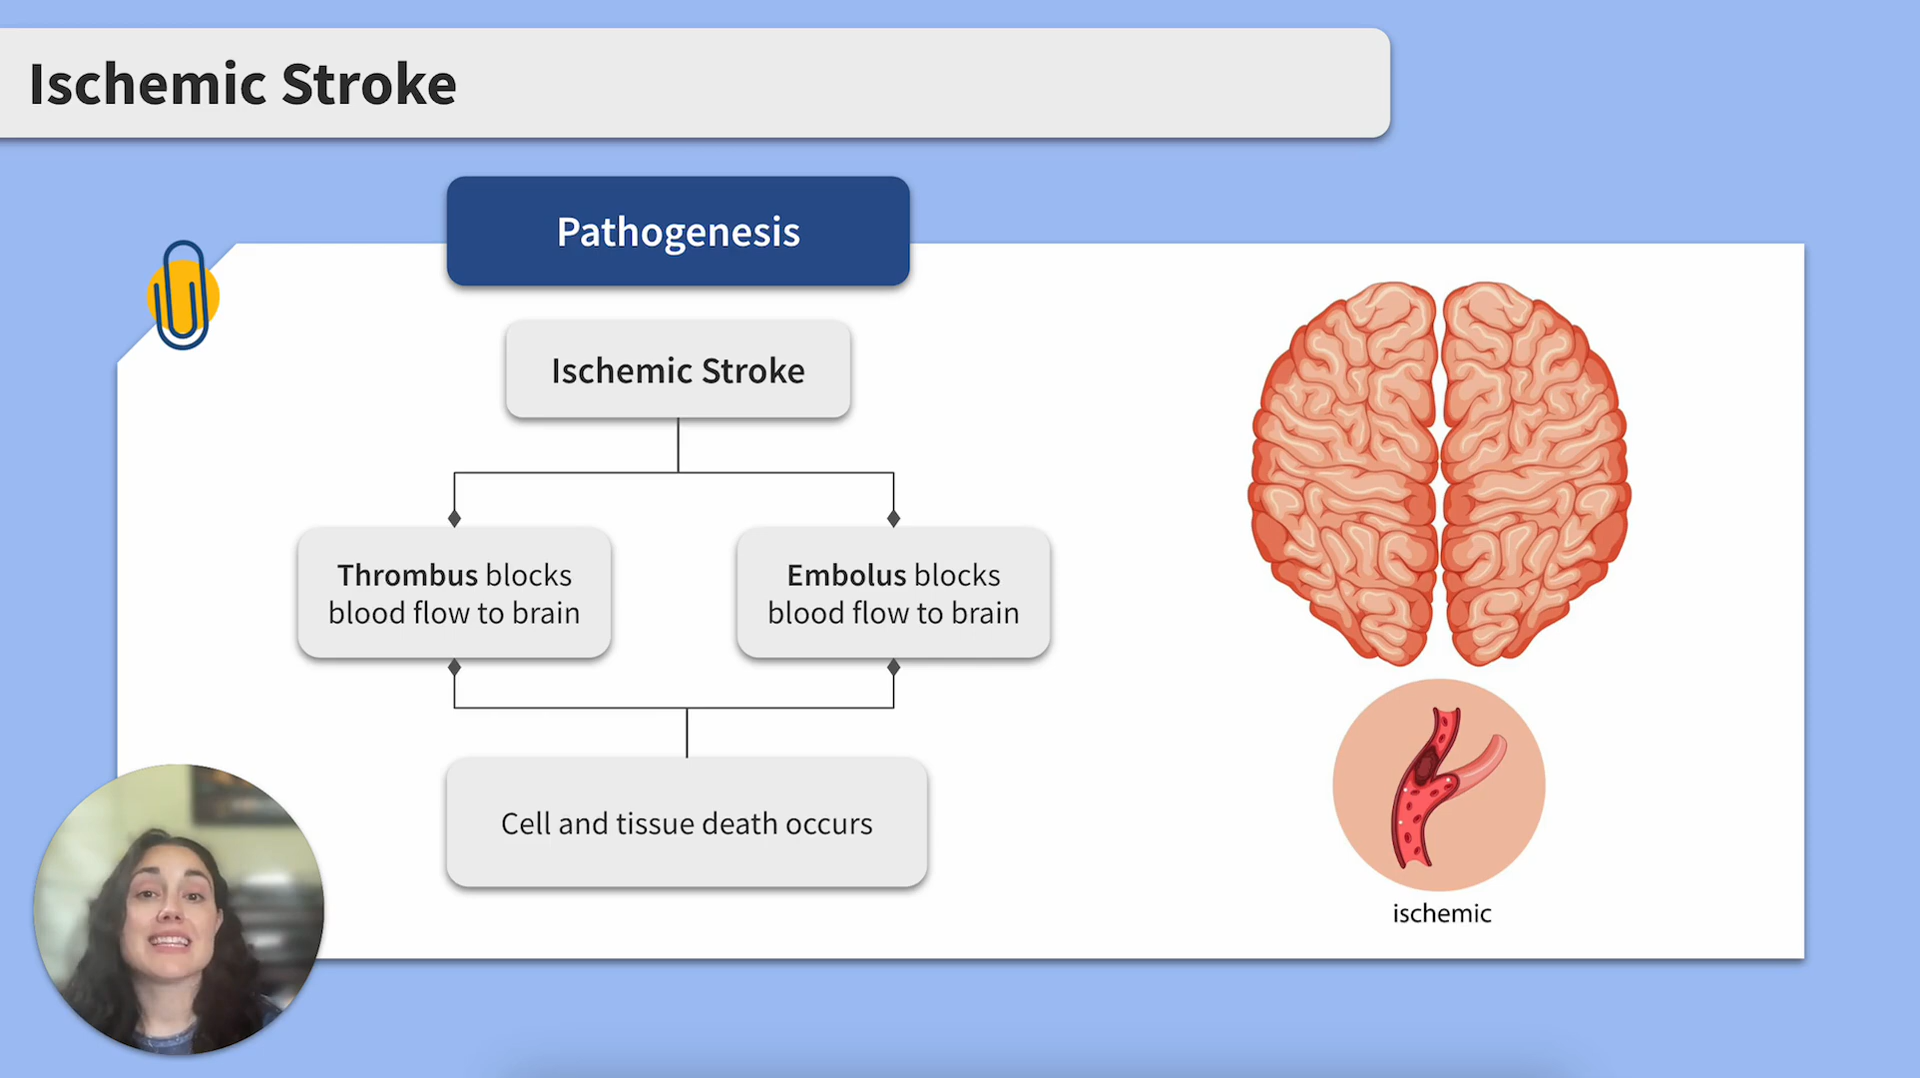 Ischemic Stroke
Pathogenesis
Ischemic Stroke
Thrombus blocks
blood flow to brain
Embolus blocks
blood flow to brain
Cell and tissue death occurs
ischemic